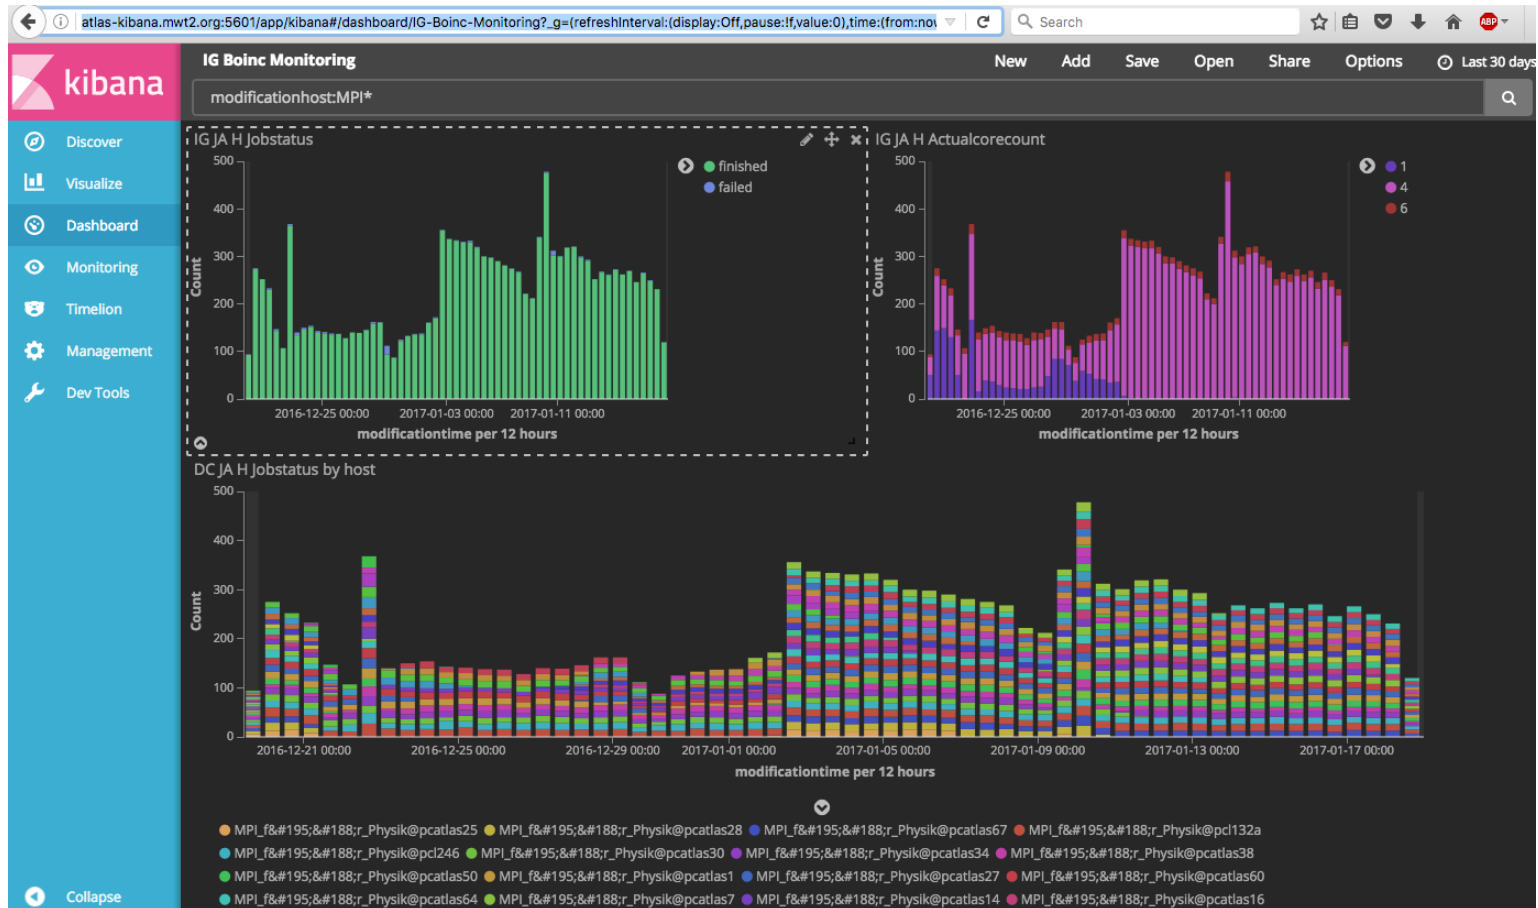 atlas-kibana.mwt2.org:5601/app/kibana#/dashboard/IG-Boinc-Monitoring?_g=(refreshInterval:(display:Off,pause:!f,value:0),time:(from:nov
Search
ABP
kibana
IG Boinc Monitoring
New Add Save Open Share Options Last 30 days
modificationhost:MPI*
Discover
Visualize
Dashboard
Monitoring
Timelion
Management
Dev Tools
Collapse
IG JA H Jobstatus
500
400
300
200
100
0
Count
2016-12-25 00:00 2017-01-03 00:00 2017-01-11 00:00
modificationtime per 12 hours
finished
failed
IG JA H Actualcorecount
500
400
300
200
100
0
Count
2016-12-25 00:00 2017-01-03 00:00 2017-01-11 00:00
modificationtime per 12 hours
1
4
6
DC JA H Jobstatus by host
500
400
300
200
100
0
Count
2016-12-21 00:00 2016-12-25 00:00 2016-12-29 00:00 2017-01-01 00:00 2017-01-05 00:00 2017-01-09 00:00 2017-01-13 00:00 2017-01-17 00:00
modificationtime per 12 hours
MPI_f&#195;&#188;r_Physik@pcatlas25 MPI_f&#195;&#188;r_Physik@pcatlas28 MPI_f&#195;&#188;r_Physik@pcatlas67 MPI_f&#195;&#188;r_Physik@pcl132a
MPI_f&#195;&#188;r_Physik@pcl246 MPI_f&#195;&#188;r_Physik@pcatlas30 MPI_f&#195;&#188;r_Physik@pcatlas34 MPI_f&#195;&#188;r_Physik@pcatlas38
MPI_f&#195;&#188;r_Physik@pcatlas50 MPI_f&#195;&#188;r_Physik@pcatlas1 MPI_f&#195;&#188;r_Physik@pcatlas27 MPI_f&#195;&#188;r_Physik@pcatlas60
MPI_f&#195;&#188;r_Physik@pcatlas64 MPI_f&#195;&#188;r_Physik@pcatlas7 MPI_f&#195;&#188;r_Physik@pcatlas14 MPI_f&#195;&#188;r_Physik@pcatlas16